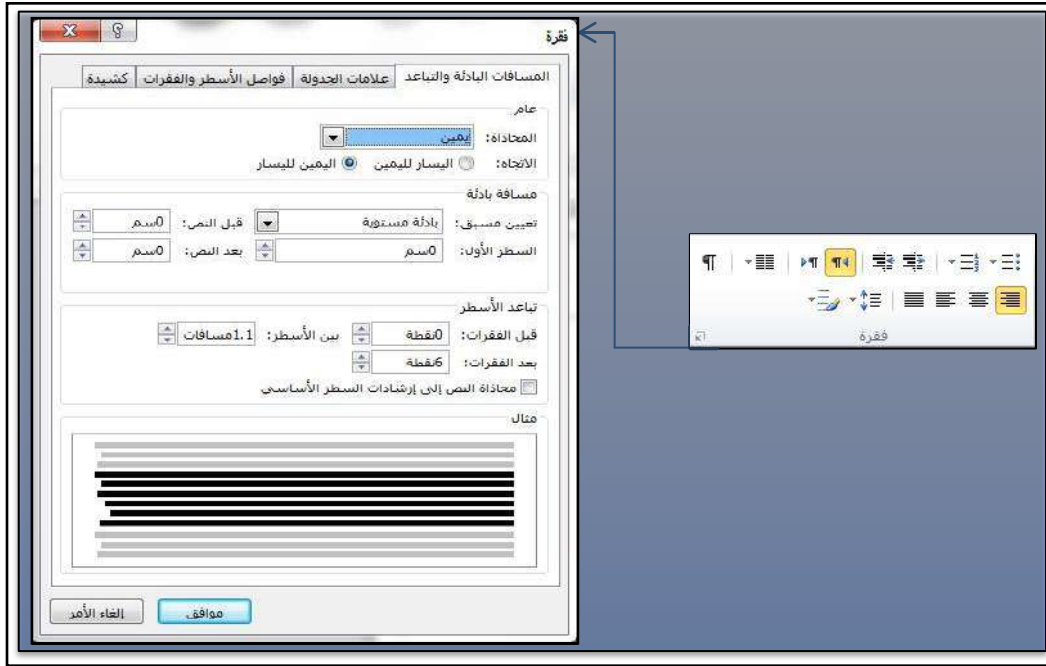 فقرة
المسافات البادئة والتباعد علامات الجدولة فواصل الأسطر والفقرات كشيدة
عام
المحاذاة: يمين
الاتجاه: اليسار لليمين اليمين لليسار
مسافة بادئة
تعيين مسبق: بادئة مستوية قبل النص: 0سم
السطر الأول: 0سم بعد النص: 0سم
تباعد الأسطر
قبل الفقرات: 0نقطة بين الأسطر: 1.1مسافات
بعد الفقرات: 6نقطة
محاذاة النص إلى إرشادات السطر الأساسي
مثال
موافق إلغاء الأمر
فقرة